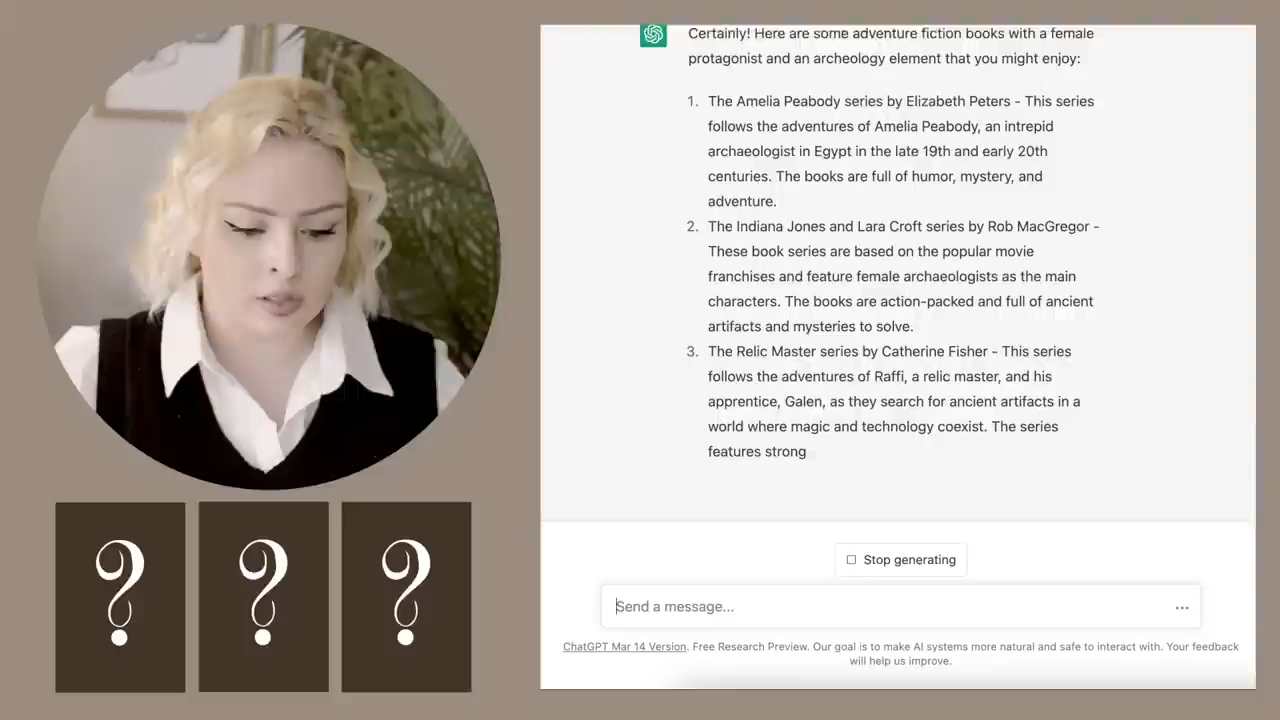 Certainly! Here are some adventure fiction books with a female
protagonist and an archeology element that you might enjoy:
1. The Amelia Peabody series by Elizabeth Peters - This series
follows the adventures of Amelia Peabody, an intrepid
archaeologist in Egypt in the late 19th and early 20th
centuries. The books are full of humor, mystery, and
adventure.
2. The Indiana Jones and Lara Croft series by Rob MacGregor -
These book series are based on the popular movie
franchises and feature female archaeologists as the main
characters. The books are action-packed and full of ancient
artifacts and mysteries to solve.
3. The Relic Master series by Catherine Fisher - This series
follows the adventures of Raffi, a relic master, and his
apprentice, Galen, as they search for ancient artifacts in a
world where magic and technology coexist. The series
features strong
? ? ?
Stop generating
Send a message...
ChatGPT Mar 14 Version. Free Research Preview. Our goal is to make AI systems more natural and safe to interact with. Your feedback
will help us improve.